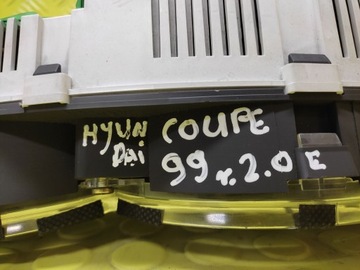 HYUN COUPE
Dai 99 r. 2.0 E